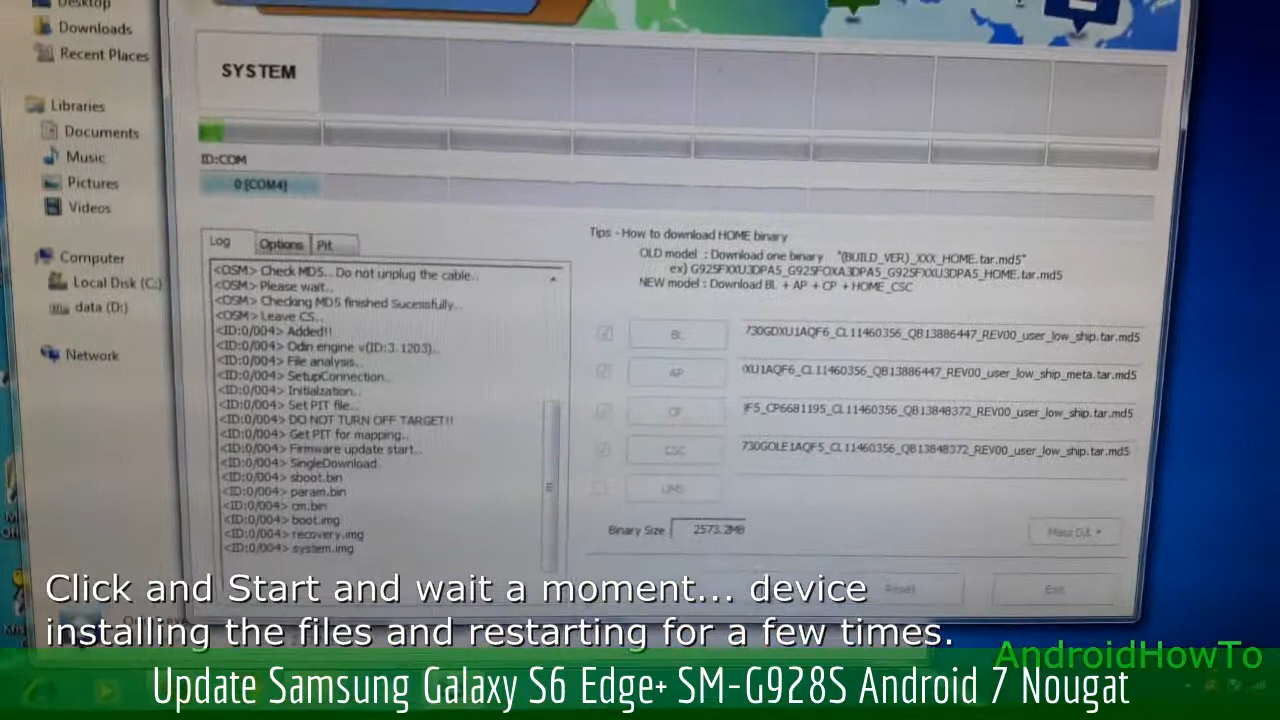 Desktop
Downloads
Recent Places
Libraries
Documents
Music
Pictures
Videos
Computer
Local Disk (C:)
data (D:)
Network
SYSTEM
ID:COM
0:[COM4]
Log
Options
Pit
<OSM> Check MD5.. Do not unplug the cable..
<OSM> Please wait..
<OSM> Checking MD5 finished Sucessfully..
<OSM> Leave CS..
<ID:0/004> Added!!
<ID:0/004> Odin engine v(ID:3.1203)..
<ID:0/004> File analysis..
<ID:0/004> SetupConnection..
<ID:0/004> Initialzation..
<ID:0/004> Set PIT file..
<ID:0/004> DO NOT TURN OFF TARGET!!
<ID:0/004> Get PIT for mapping..
<ID:0/004> Firmware update start..
<ID:0/004> SingleDownload.
<ID:0/004> sboot.bin
<ID:0/004> param.bin
<ID:0/004> cm.bin
<ID:0/004> boot.img
<ID:0/004> recovery.img
<ID:0/004> system.img
Tips - How to download HOME binary
OLD model : Download one binary "(BUILD_VER)_XXX_HOME.tar.md5"
ex) G925FXXU3DPA5_G925FOXA3DPA5_G925FXXU3DPA5_HOME.tar.md5
NEW model : Download BL + AP + CP + HOME_CSC
BL 730GDXU1AQF6_CL11460356_QB13886447_REV00_user_low_ship.tar.md5
AP XU1AQF6_CL11460356_QB13886447_REV00_user_low_ship_meta.tar.md5
CP F5_CP6681195_CL11460356_QB13848372_REV00_user_low_ship.tar.md5
CSC 730GOLE1AQF5_CL11460356_QB13848372_REV00_user_low_ship.tar.md5
UMS
Binary Size 2573.2MB
Mass D/L
Reset
Exit
Click and Start and wait a moment... device
installing the files and restarting for a few times.
AndroidHowTo
Update Samsung Galaxy S6 Edge+ SM-G928S Android 7 Nougat